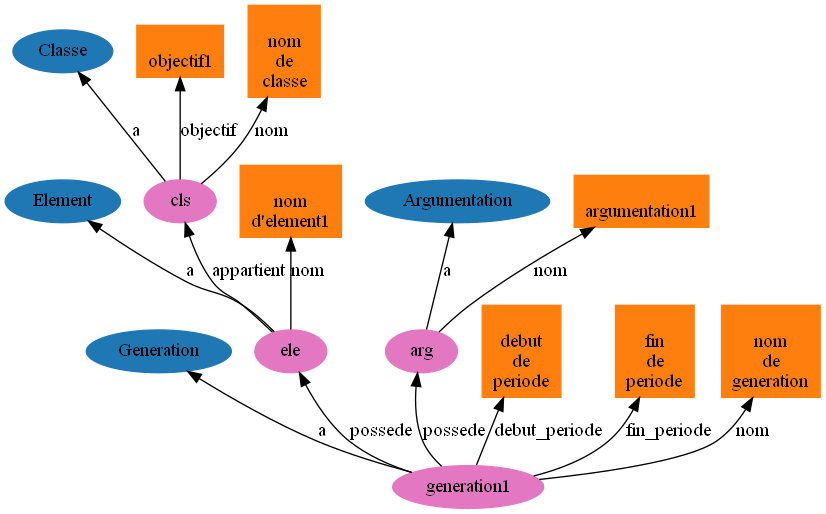 Classe
objectif1
nom
de
classe
a
objectif
nom
Element
cls
nom
d'element1
Argumentation
argumentation1
a
appartient
nom
a
nom
Generation
ele
arg
debut
de
periode
fin
de
periode
nom
de
generation
a
possede
possede
debut_periode
fin_periode
nom
generation1